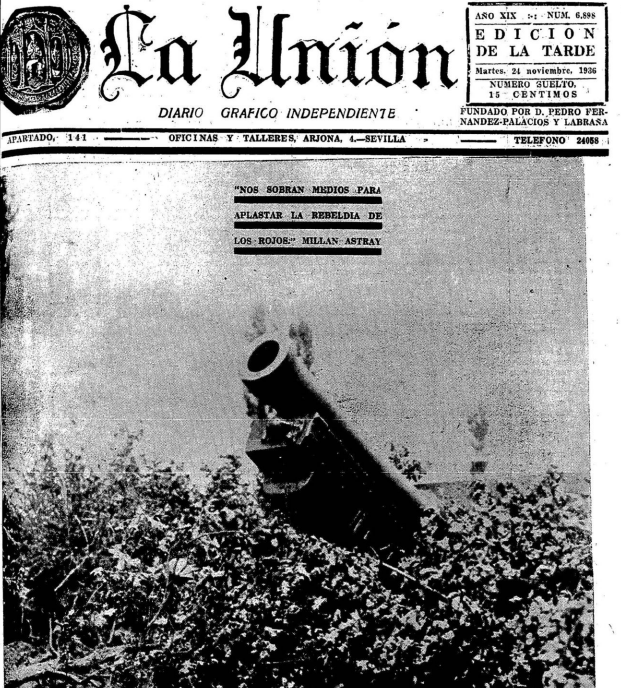 La Unión
AÑO XIX :-: NUM. 6.898
EDICION
DE LA TARDE
Martes, 24 noviembre, 1936
NUMERO SUELTO,
15 CENTIMOS
DIARIO GRAFICO INDEPENDIENTE
FUNDADO POR D. PEDRO FER-
NANDEZ-PALACIOS Y LABRAÑA
APARTADO, 141 OFICINAS Y TALLERES, ARJONA, 4.—SEVILLA TELEFONO 24058
"NOS SOBRAN MEDIOS PARA
APLASTAR LA REBELDIA DE
LOS ROJOS." MILLAN ASTRAY